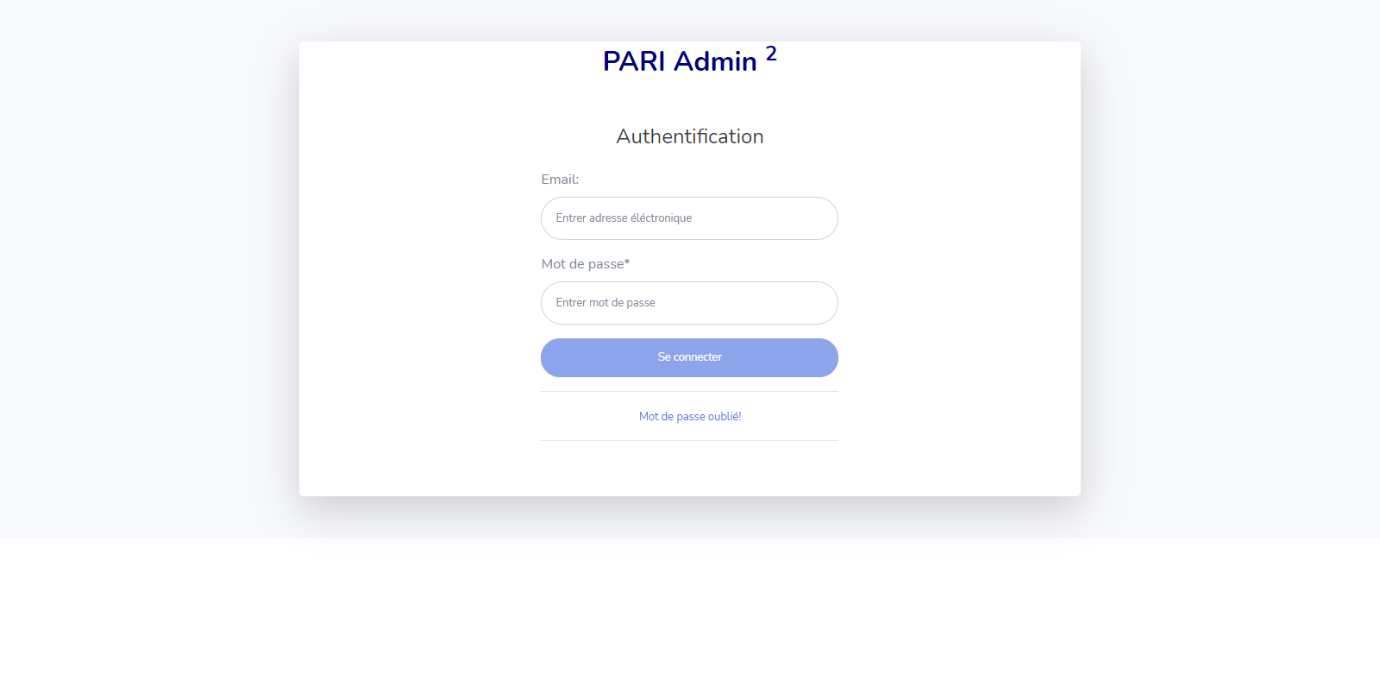 PARI Admin 2
Authentification
Email:
Entrer adresse éléctronique
Mot de passe*
Entrer mot de passe
Se connecter
Mot de passe oublié!